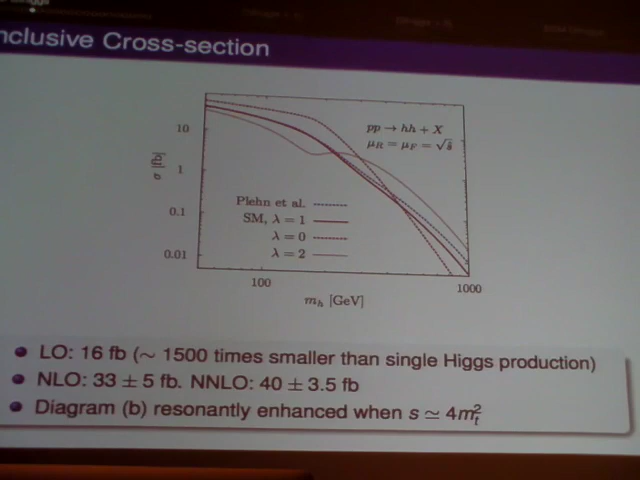 nclusive Cross-section
pp → hh + X
μ_R = μ_F = √ŝ
σ [fb]
10
1
0.1
0.01
Plehn et al.
SM, λ = 1
λ = 0
λ = 2
100
1000
m_h [GeV]
LO: 16 fb (∼ 1500 times smaller than single Higgs production)
NLO: 33 ± 5 fb. NNLO: 40 ± 3.5 fb
Diagram (b) resonantly enhanced when s ≃ 4m_t^2